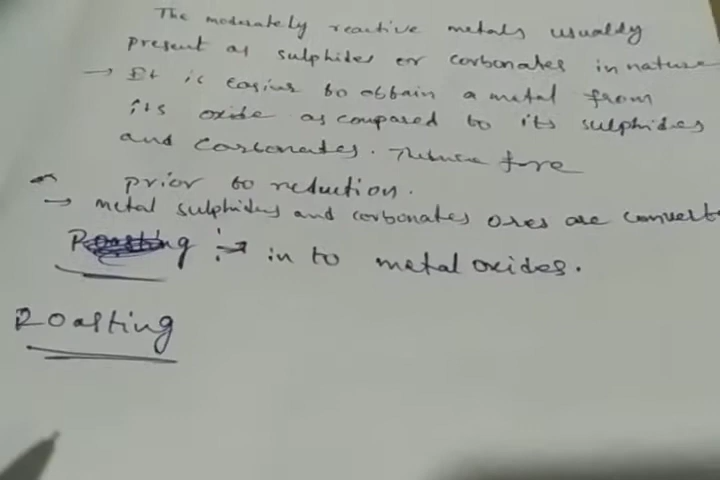 The moderately reactive metals usually
present as sulphides or carbonates in nature
→ It is easier to obtain a metal from
its oxide as compared to its sulphides
and carbonates. Therefore
prior to reduction.
→ metal sulphides and carbonates ores are convert
Roasting :→ in to metal oxides.
Roasting